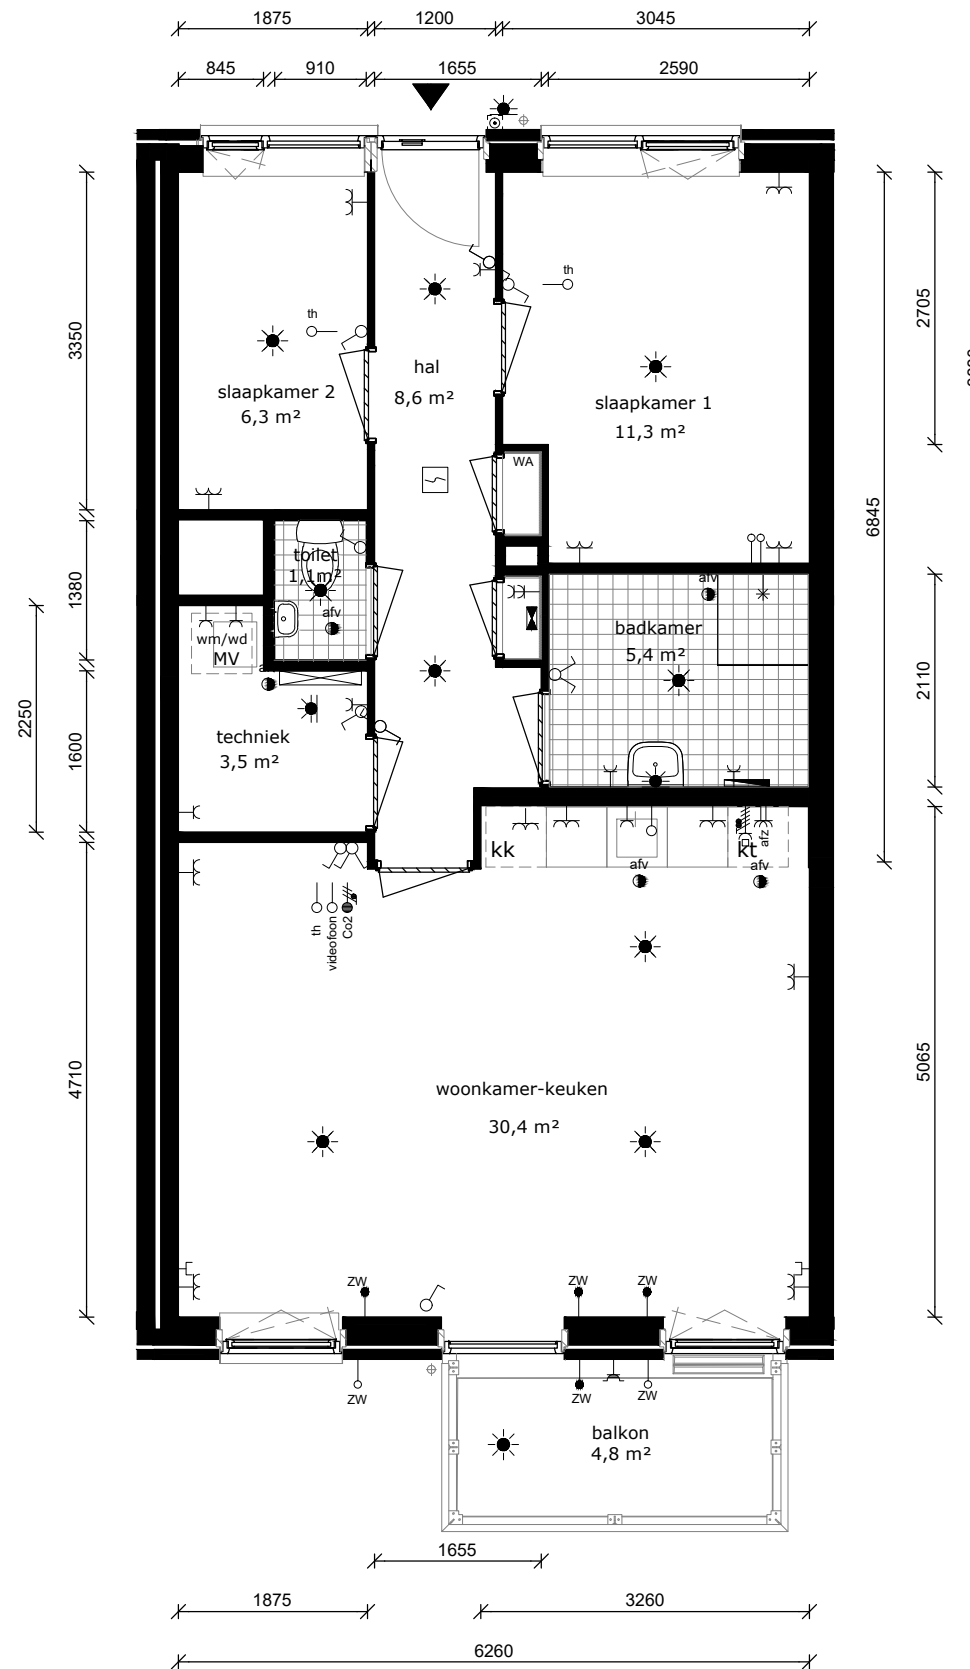 1875 1200 3045
845 910 1655 2590
3350
2705
th
th
hal
8,6 m²
slaapkamer 2
6,3 m²
slaapkamer 1
11,3 m²
WA
6845
toilet
1,1m²
afv
afv
1380
badkamer
5,4 m²
wm/wd
MV
2110
2250
1600
techniek
3,5 m²
kk
kt
afz
afv
afv
th
videofoon
Co2
4710
5065
woonkamer-keuken
30,4 m²
ZW
ZW
ZW
ZW
ZW
ZW
balkon
4,8 m²
1655
1875 3260
6260